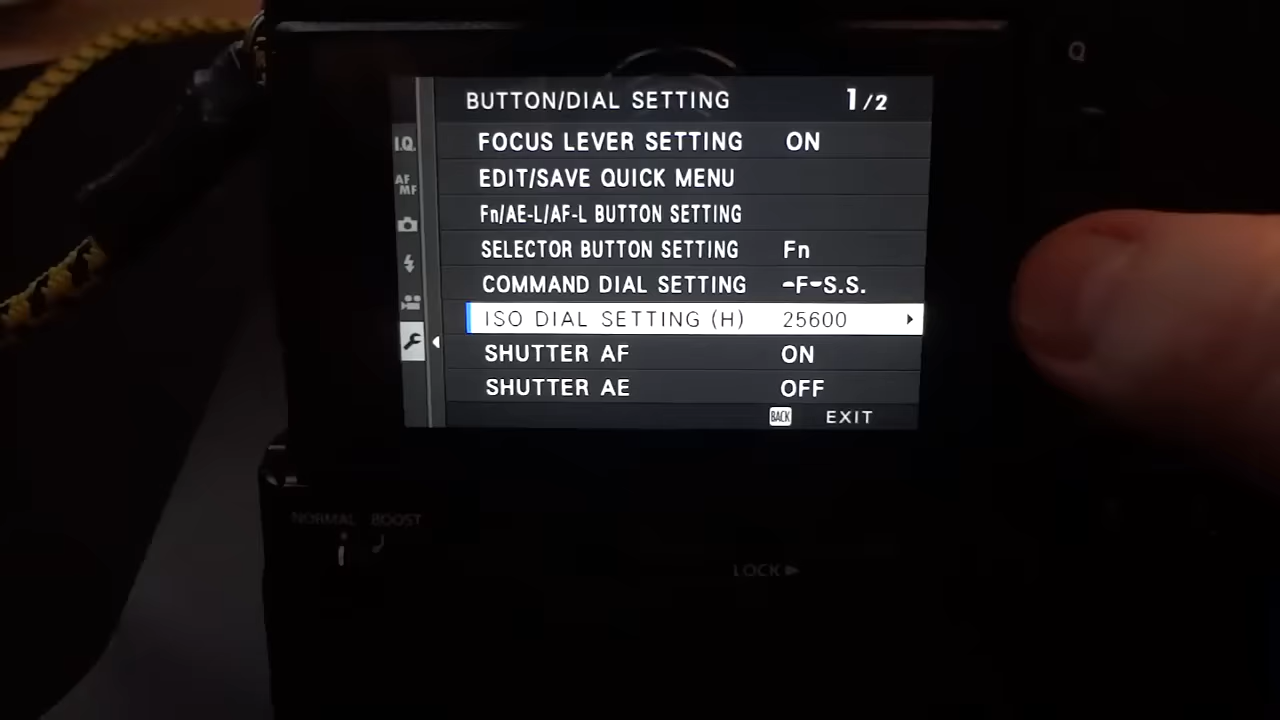 Q
BUTTON/DIAL SETTING 1/2
I.Q.
FOCUS LEVER SETTING ON
AF
MF
EDIT/SAVE QUICK MENU
Fn/AE-L/AF-L BUTTON SETTING
SELECTOR BUTTON SETTING Fn
COMMAND DIAL SETTING F S.S.
ISO DIAL SETTING (H) 25600
SHUTTER AF ON
SHUTTER AE OFF
BACK EXIT
NORMAL BOOST
LOCK